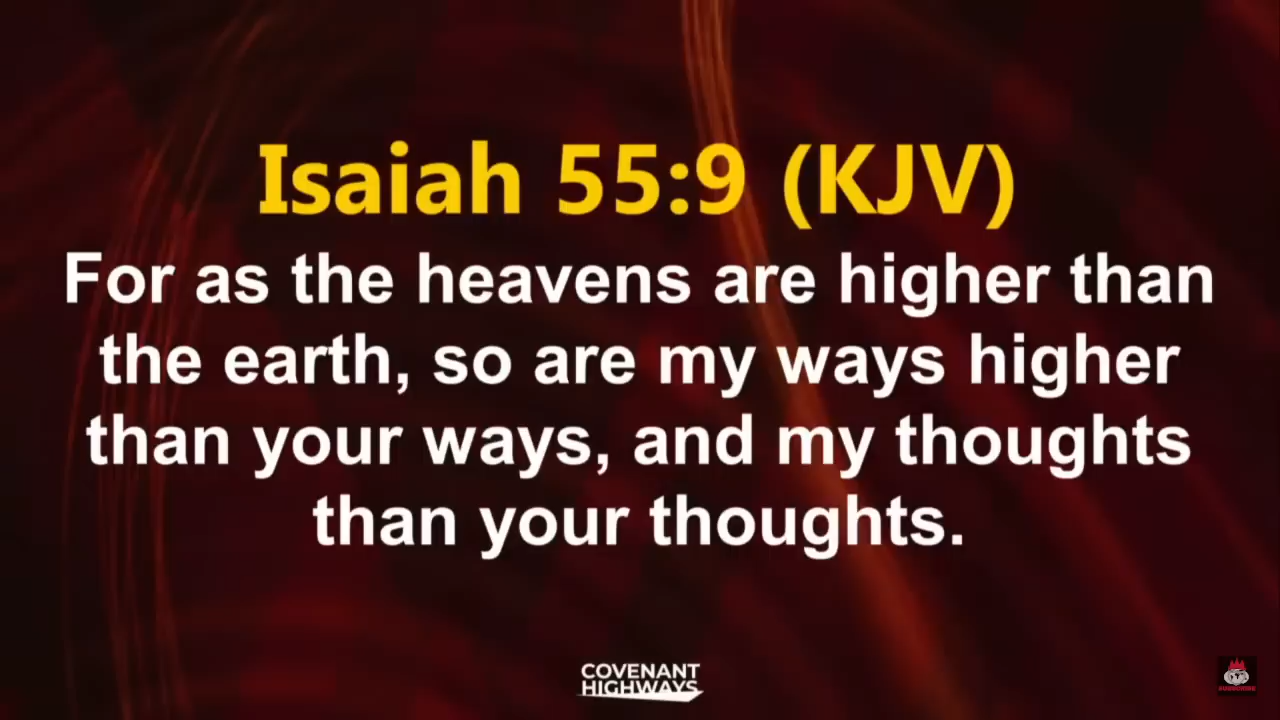 Isaiah 55:9 (KJV)
For as the heavens are higher than
the earth, so are my ways higher
than your ways, and my thoughts
than your thoughts.
COVENANT
HIGHWAYS
SUBSCRIBE